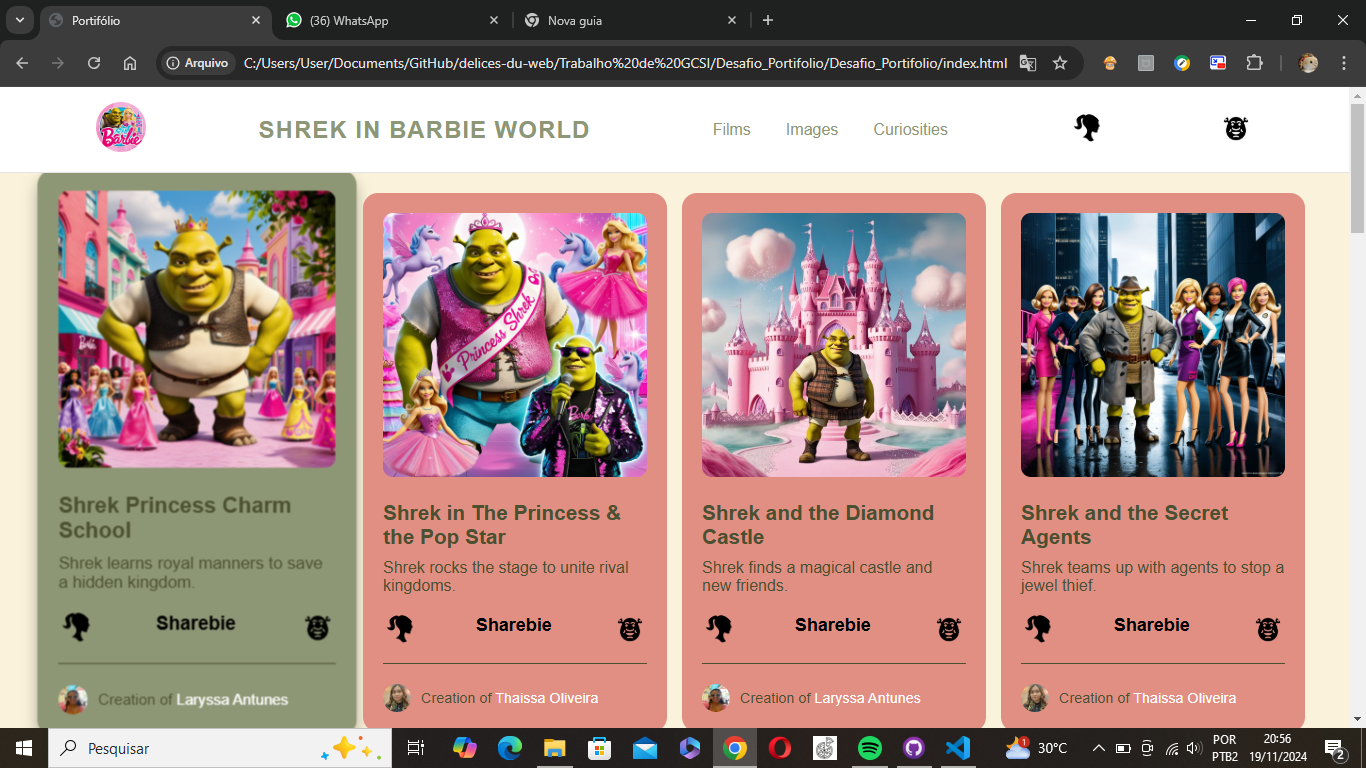 Portifólio
(36) WhatsApp
Nova guia
Arquivo
C:/Users/User/Documents/GitHub/delices-du-web/Trabalho%20de%20GCSI/Desafio_Portifolio/Desafio_Portifolio/index.html
Barbie
SHREK IN BARBIE WORLD
Films
Images
Curiosities
Princess Shrek
Barbie
Shrek Princess Charm
School
Shrek learns royal manners to save
a hidden kingdom.
Sharebie
Creation of Laryssa Antunes
Shrek in The Princess &
the Pop Star
Shrek rocks the stage to unite rival
kingdoms.
Sharebie
Creation of Thaissa Oliveira
Shrek and the Diamond
Castle
Shrek finds a magical castle and
new friends.
Sharebie
Creation of Laryssa Antunes
Shrek and the Secret
Agents
Shrek teams up with agents to stop a
jewel thief.
Sharebie
Creation of Thaissa Oliveira
Pesquisar
1
30°C
POR
PTB2
20:56
19/11/2024
2